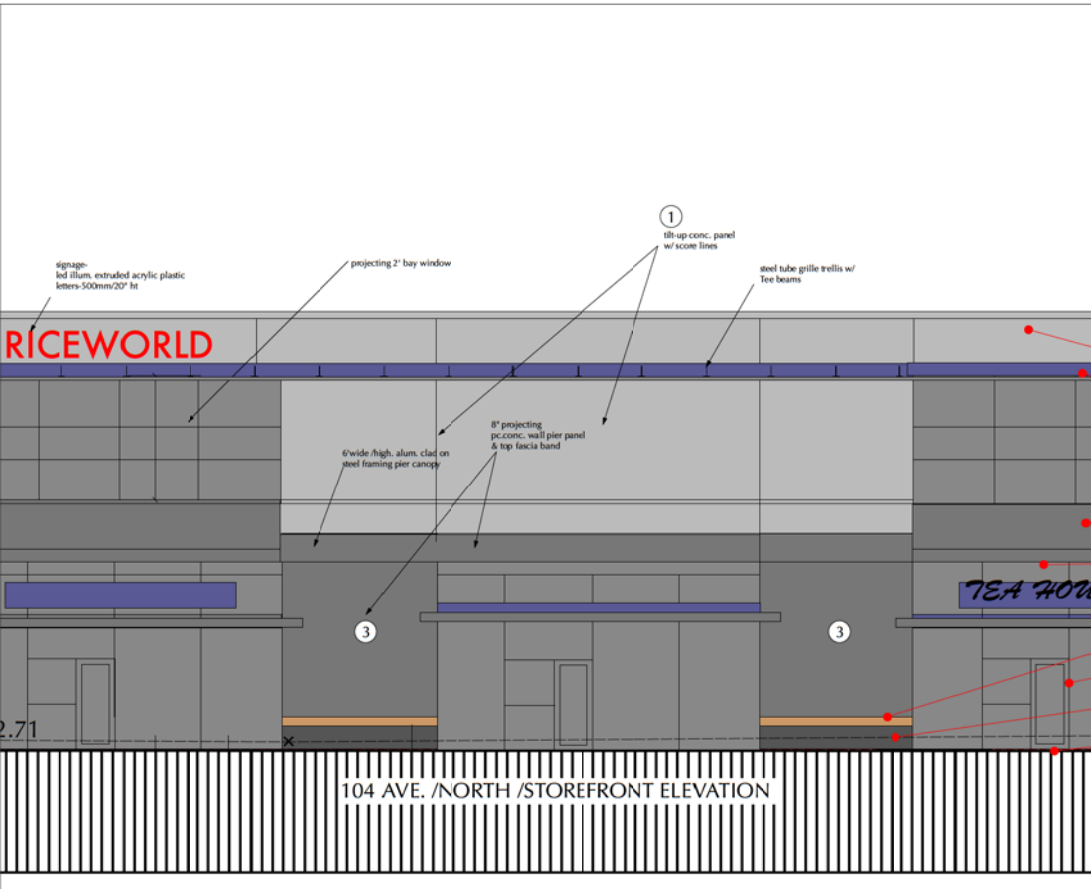 1
tilt-up conc. panel
w/ score lines
signage-
led illum. extruded acrylic plastic
letters-500mm/20" ht
projecting 2' bay window
steel tube grille trellis w/
Tee beams
RICEWORLD
8" projecting
pc.conc. wall pier panel
& top fascia band
6'wide /high. alum. clad on
steel framing pier canopy
TEA
3
3
2.71
104 AVE. /NORTH /STOREFRONT ELEVATION